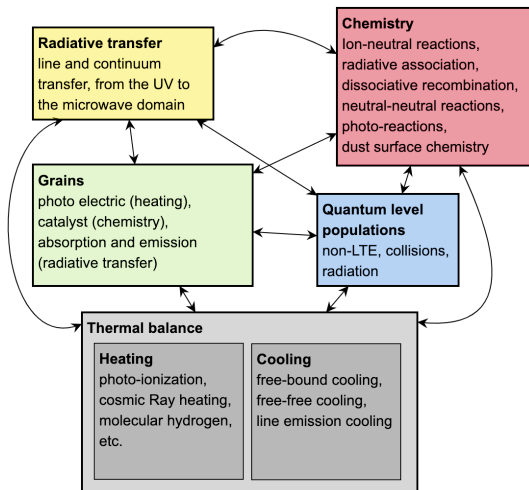 Radiative transfer
line and continuum
transfer, from the UV to
the microwave domain
Chemistry
Ion-neutral reactions,
radiative association,
dissociative recombination,
neutral-neutral reactions,
photo-reactions,
dust surface chemistry
Grains
photo electric (heating),
catalyst (chemistry),
absorption and emission
(radiative transfer)
Quantum level
populations
non-LTE, collisions,
radiation
Thermal balance
Heating
photo-ionization,
cosmic Ray heating,
molecular hydrogen,
etc.
Cooling
free-bound cooling,
free-free cooling,
line emission cooling